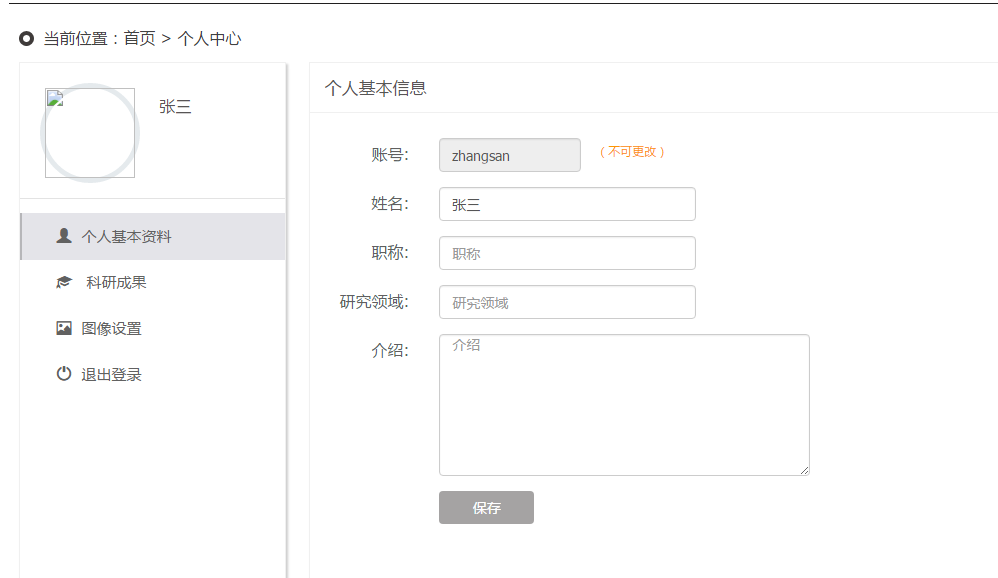 当前位置：首页 > 个人中心
张三
个人基本资料
科研成果
图像设置
退出登录
个人基本信息
账号： zhangsan （不可更改）
姓名： 张三
职称： 职称
研究领域： 研究领域
介绍： 介绍
保存